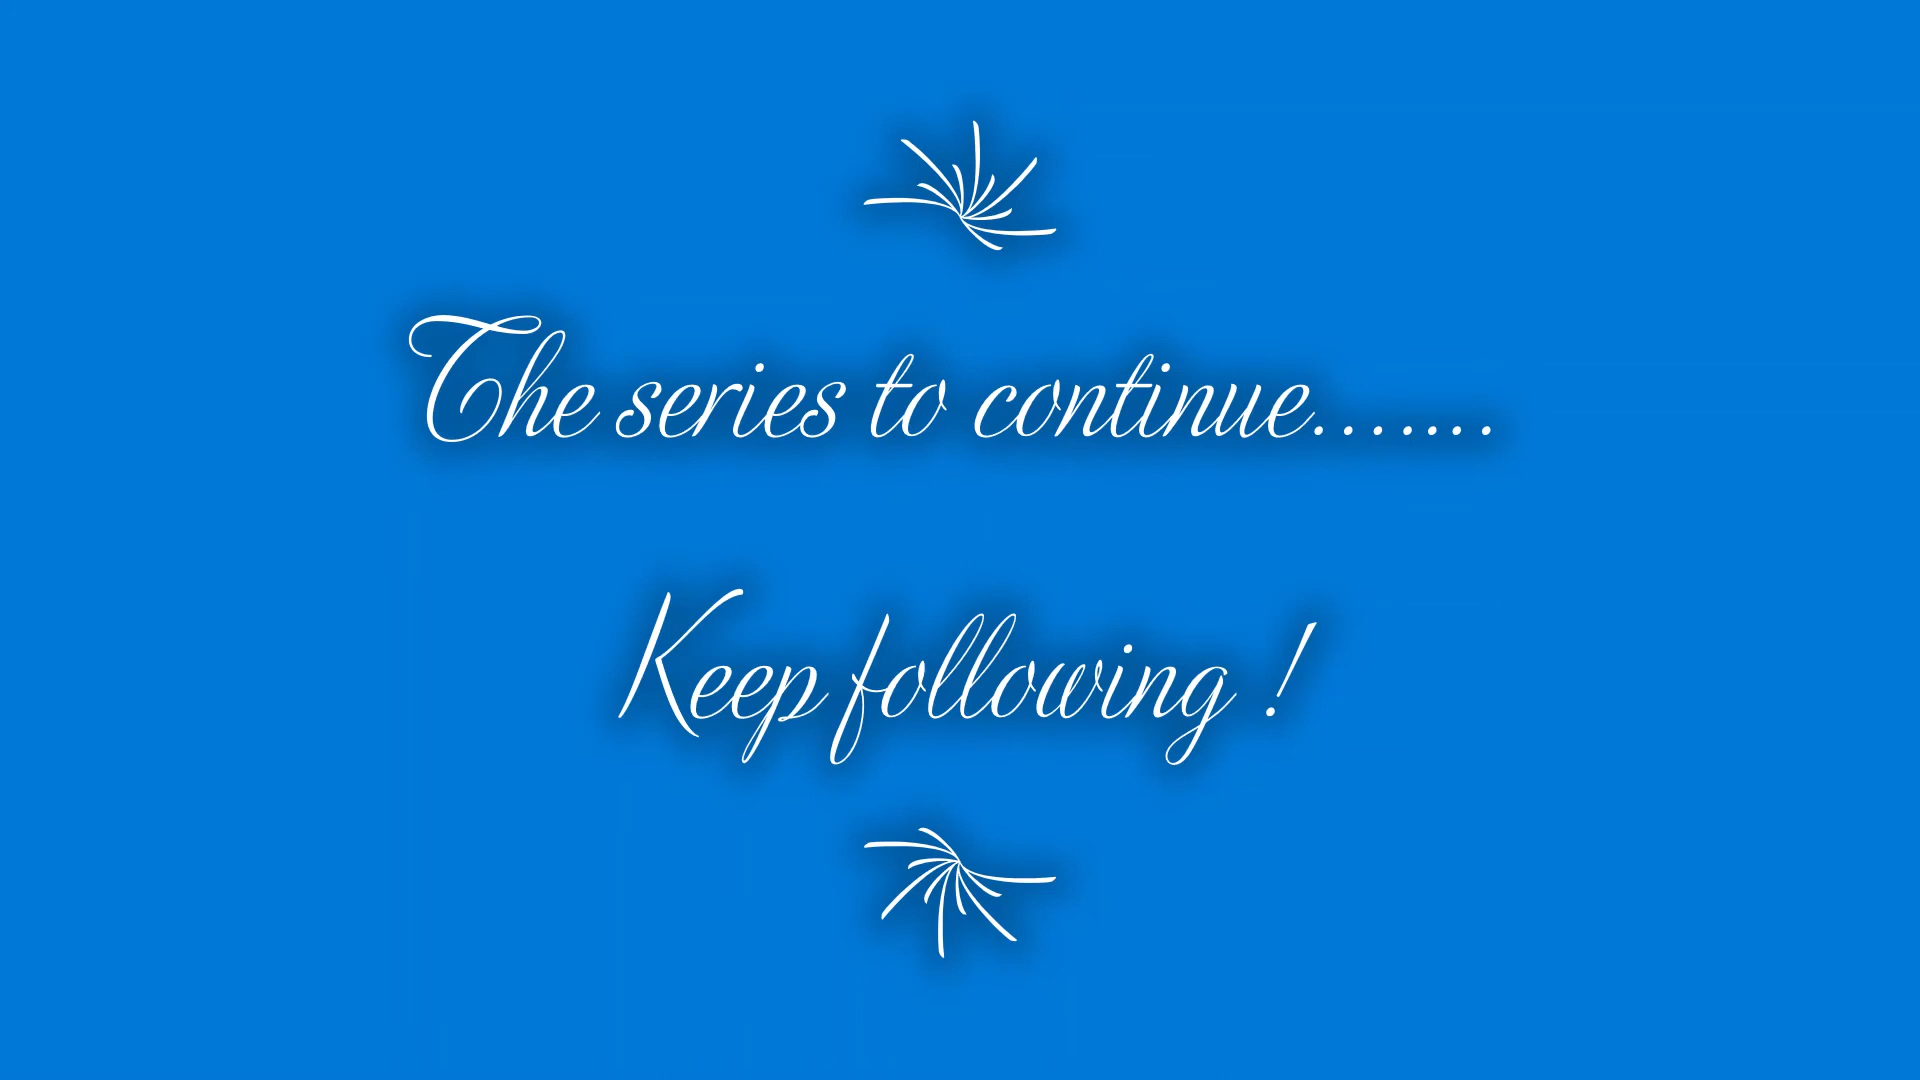 The series to continue.......
Keep following !